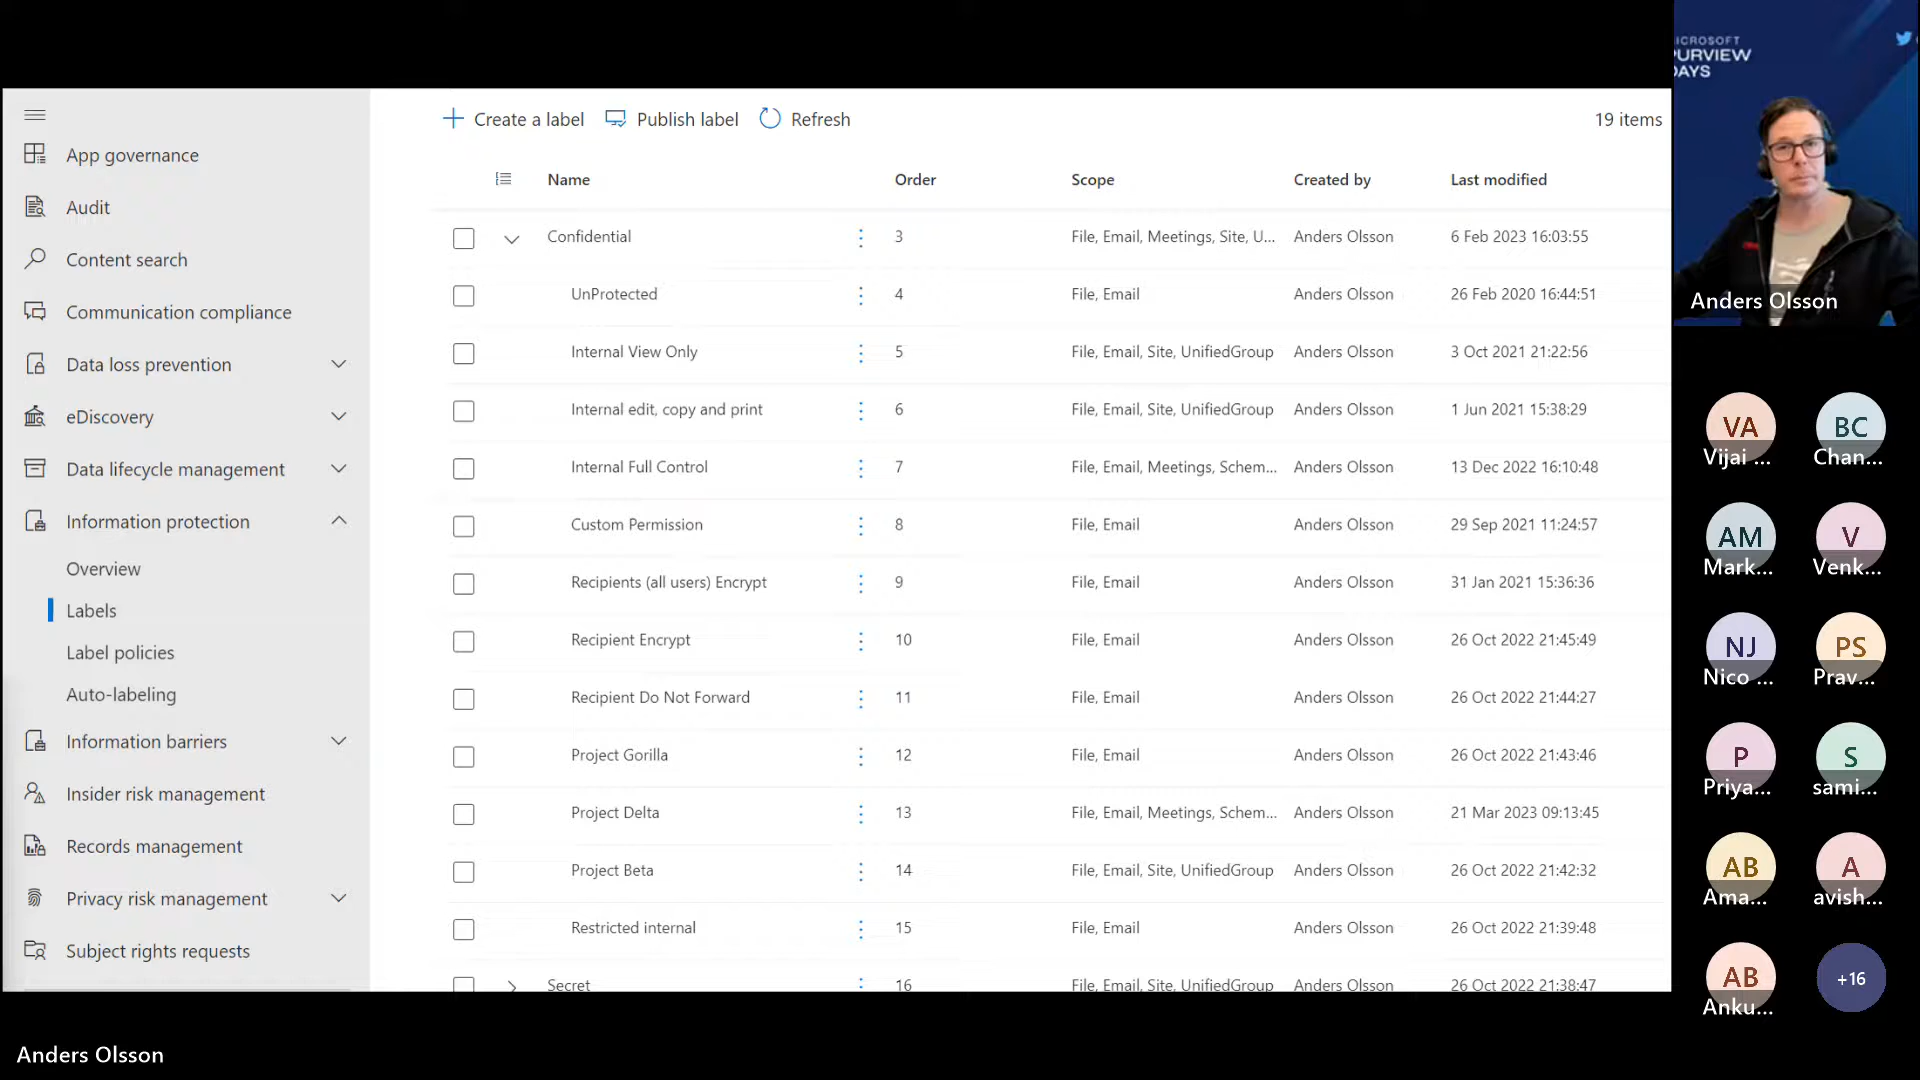 App governance
Audit
Content search
Communication compliance
Data loss prevention
eDiscovery
Data lifecycle management
Information protection
Overview
Labels
Label policies
Auto-labeling
Information barriers
Insider risk management
Records management
Privacy risk management
Subject rights requests
Create a label Publish label Refresh 19 items
Name Order Scope Created by Last modified
Confidential 3 File, Email, Meetings, Site, U... Anders Olsson 6 Feb 2023 16:03:55
UnProtected 4 File, Email Anders Olsson 26 Feb 2020 16:44:51
Internal View Only 5 File, Email, Site, UnifiedGroup Anders Olsson 3 Oct 2021 21:22:56
Internal edit, copy and print 6 File, Email, Site, UnifiedGroup Anders Olsson 1 Jun 2021 15:38:29
Internal Full Control 7 File, Email, Meetings, Schem... Anders Olsson 13 Dec 2022 16:10:48
Custom Permission 8 File, Email Anders Olsson 29 Sep 2021 11:24:57
Recipients (all users) Encrypt 9 File, Email Anders Olsson 31 Jan 2021 15:36:36
Recipient Encrypt 10 File, Email Anders Olsson 26 Oct 2022 21:45:49
Recipient Do Not Forward 11 File, Email Anders Olsson 26 Oct 2022 21:44:27
Project Gorilla 12 File, Email Anders Olsson 26 Oct 2022 21:43:46
Project Delta 13 File, Email, Meetings, Schem... Anders Olsson 21 Mar 2023 09:13:45
Project Beta 14 File, Email, Site, UnifiedGroup Anders Olsson 26 Oct 2022 21:42:32
Restricted internal 15 File, Email Anders Olsson 26 Oct 2022 21:39:48
Secret 16 File, Email, Site, UnifiedGroup Anders Olsson 26 Oct 2022 21:38:47
ICROSOFT
URVIEW
AYS
Anders Olsson
VA BC
Vijai ... Chan...
AM V
Mark... Venk...
NJ PS
Nico ... Prav...
P S
Priya... sami...
AB A
Ama... avish...
AB +16
Anku...
Anders Olsson